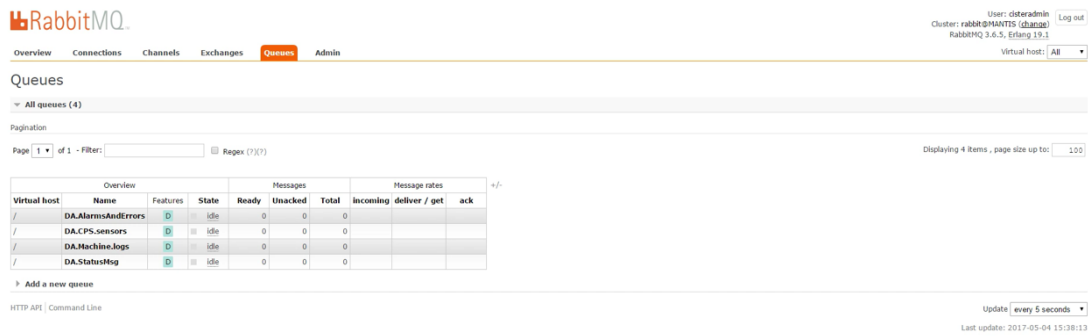 RabbitMQ
User: cisteradmin
Log out
Cluster: rabbit@MANTIS (change)
RabbitMQ 3.6.5, Erlang 19.1
Overview Connections Channels Exchanges Queues Admin
Virtual host: All
Queues
All queues (4)
Pagination
Page 1 of 1 - Filter: Regex (?)(?)
Displaying 4 items , page size up to: 100
Overview Messages Message rates +/-
Virtual host Name Features State Ready Unacked Total incoming deliver / get ack
/ DA.AlarmsAndErrors D idle 0 0 0
/ DA.CPS.sensors D idle 0 0 0
/ DA.Machine.logs D idle 0 0 0
/ DA.StatusMsg D idle 0 0 0
Add a new queue
HTTP API Command Line
Update every 5 seconds
Last update: 2017-05-04 15:38:13